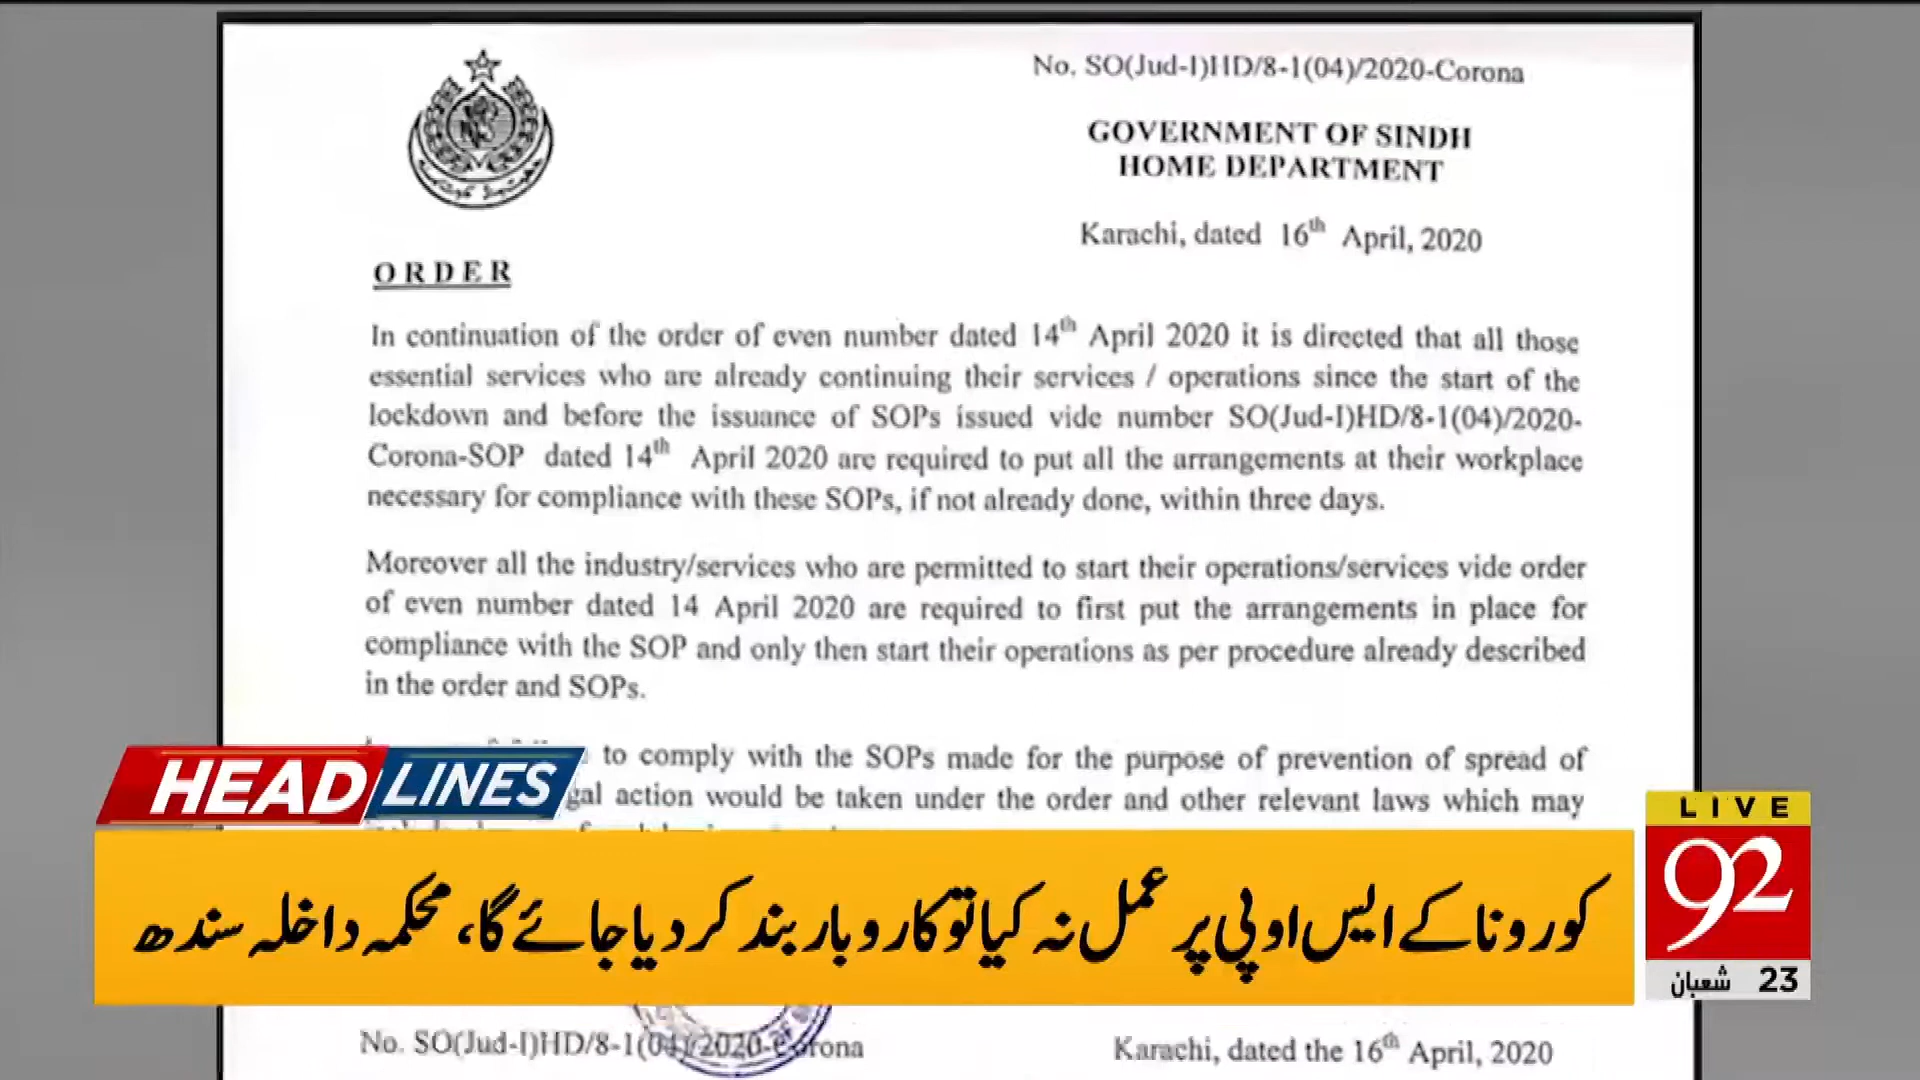 No. SO(Jud-I)HD/8-1(04)/2020-Corona
GOVERNMENT OF SINDH
HOME DEPARTMENT
Karachi, dated 16th April, 2020
ORDER
In continuation of the order of even number dated 14th April 2020 it is directed that all those
essential services who are already continuing their services / operations since the start of the
lockdown and before the issuance of SOPs issued vide number SO(Jud-I)HD/8-1(04)/2020-
Corona-SOP dated 14th April 2020 are required to put all the arrangements at their workplace
necessary for compliance with these SOPs, if not already done, within three days.
Moreover all the industry/services who are permitted to start their operations/services vide order
of even number dated 14 April 2020 are required to first put the arrangements in place for
compliance with the SOP and only then start their operations as per procedure already described
in the order and SOPs.
to comply with the SOPs made for the purpose of prevention of spread of
action would be taken under the order and other relevant laws which may
HEADLINES
LIVE
92
کورونا کے ایس او پی پر عمل نہ کیا تو کاروبار بند کر دیا جائے گا، محکمہ داخلہ سندھ
23 شعبان
No. SO(Jud-I)HD/8-1(04)/2020-Corona
Karachi, dated the 16th April, 2020